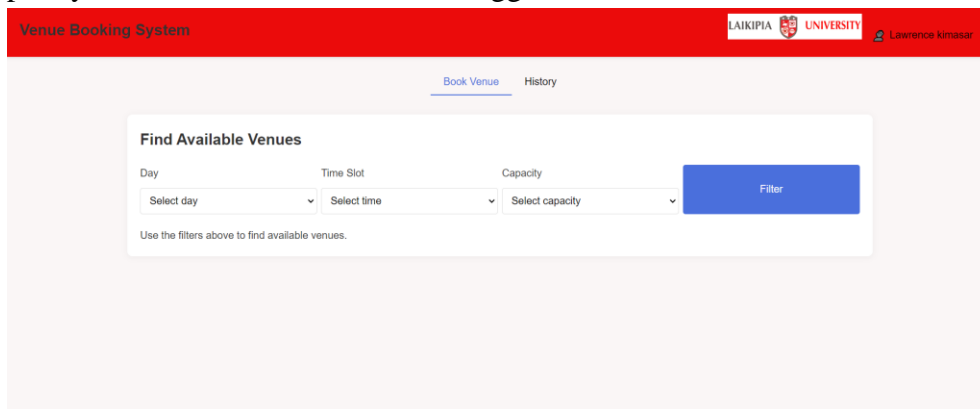 Venue Booking System
LAIKIPIA UNIVERSITY
Lawrence kimasar
Book Venue History
Find Available Venues
Day Time Slot Capacity
Select day Select time Select capacity Filter
Use the filters above to find available venues.